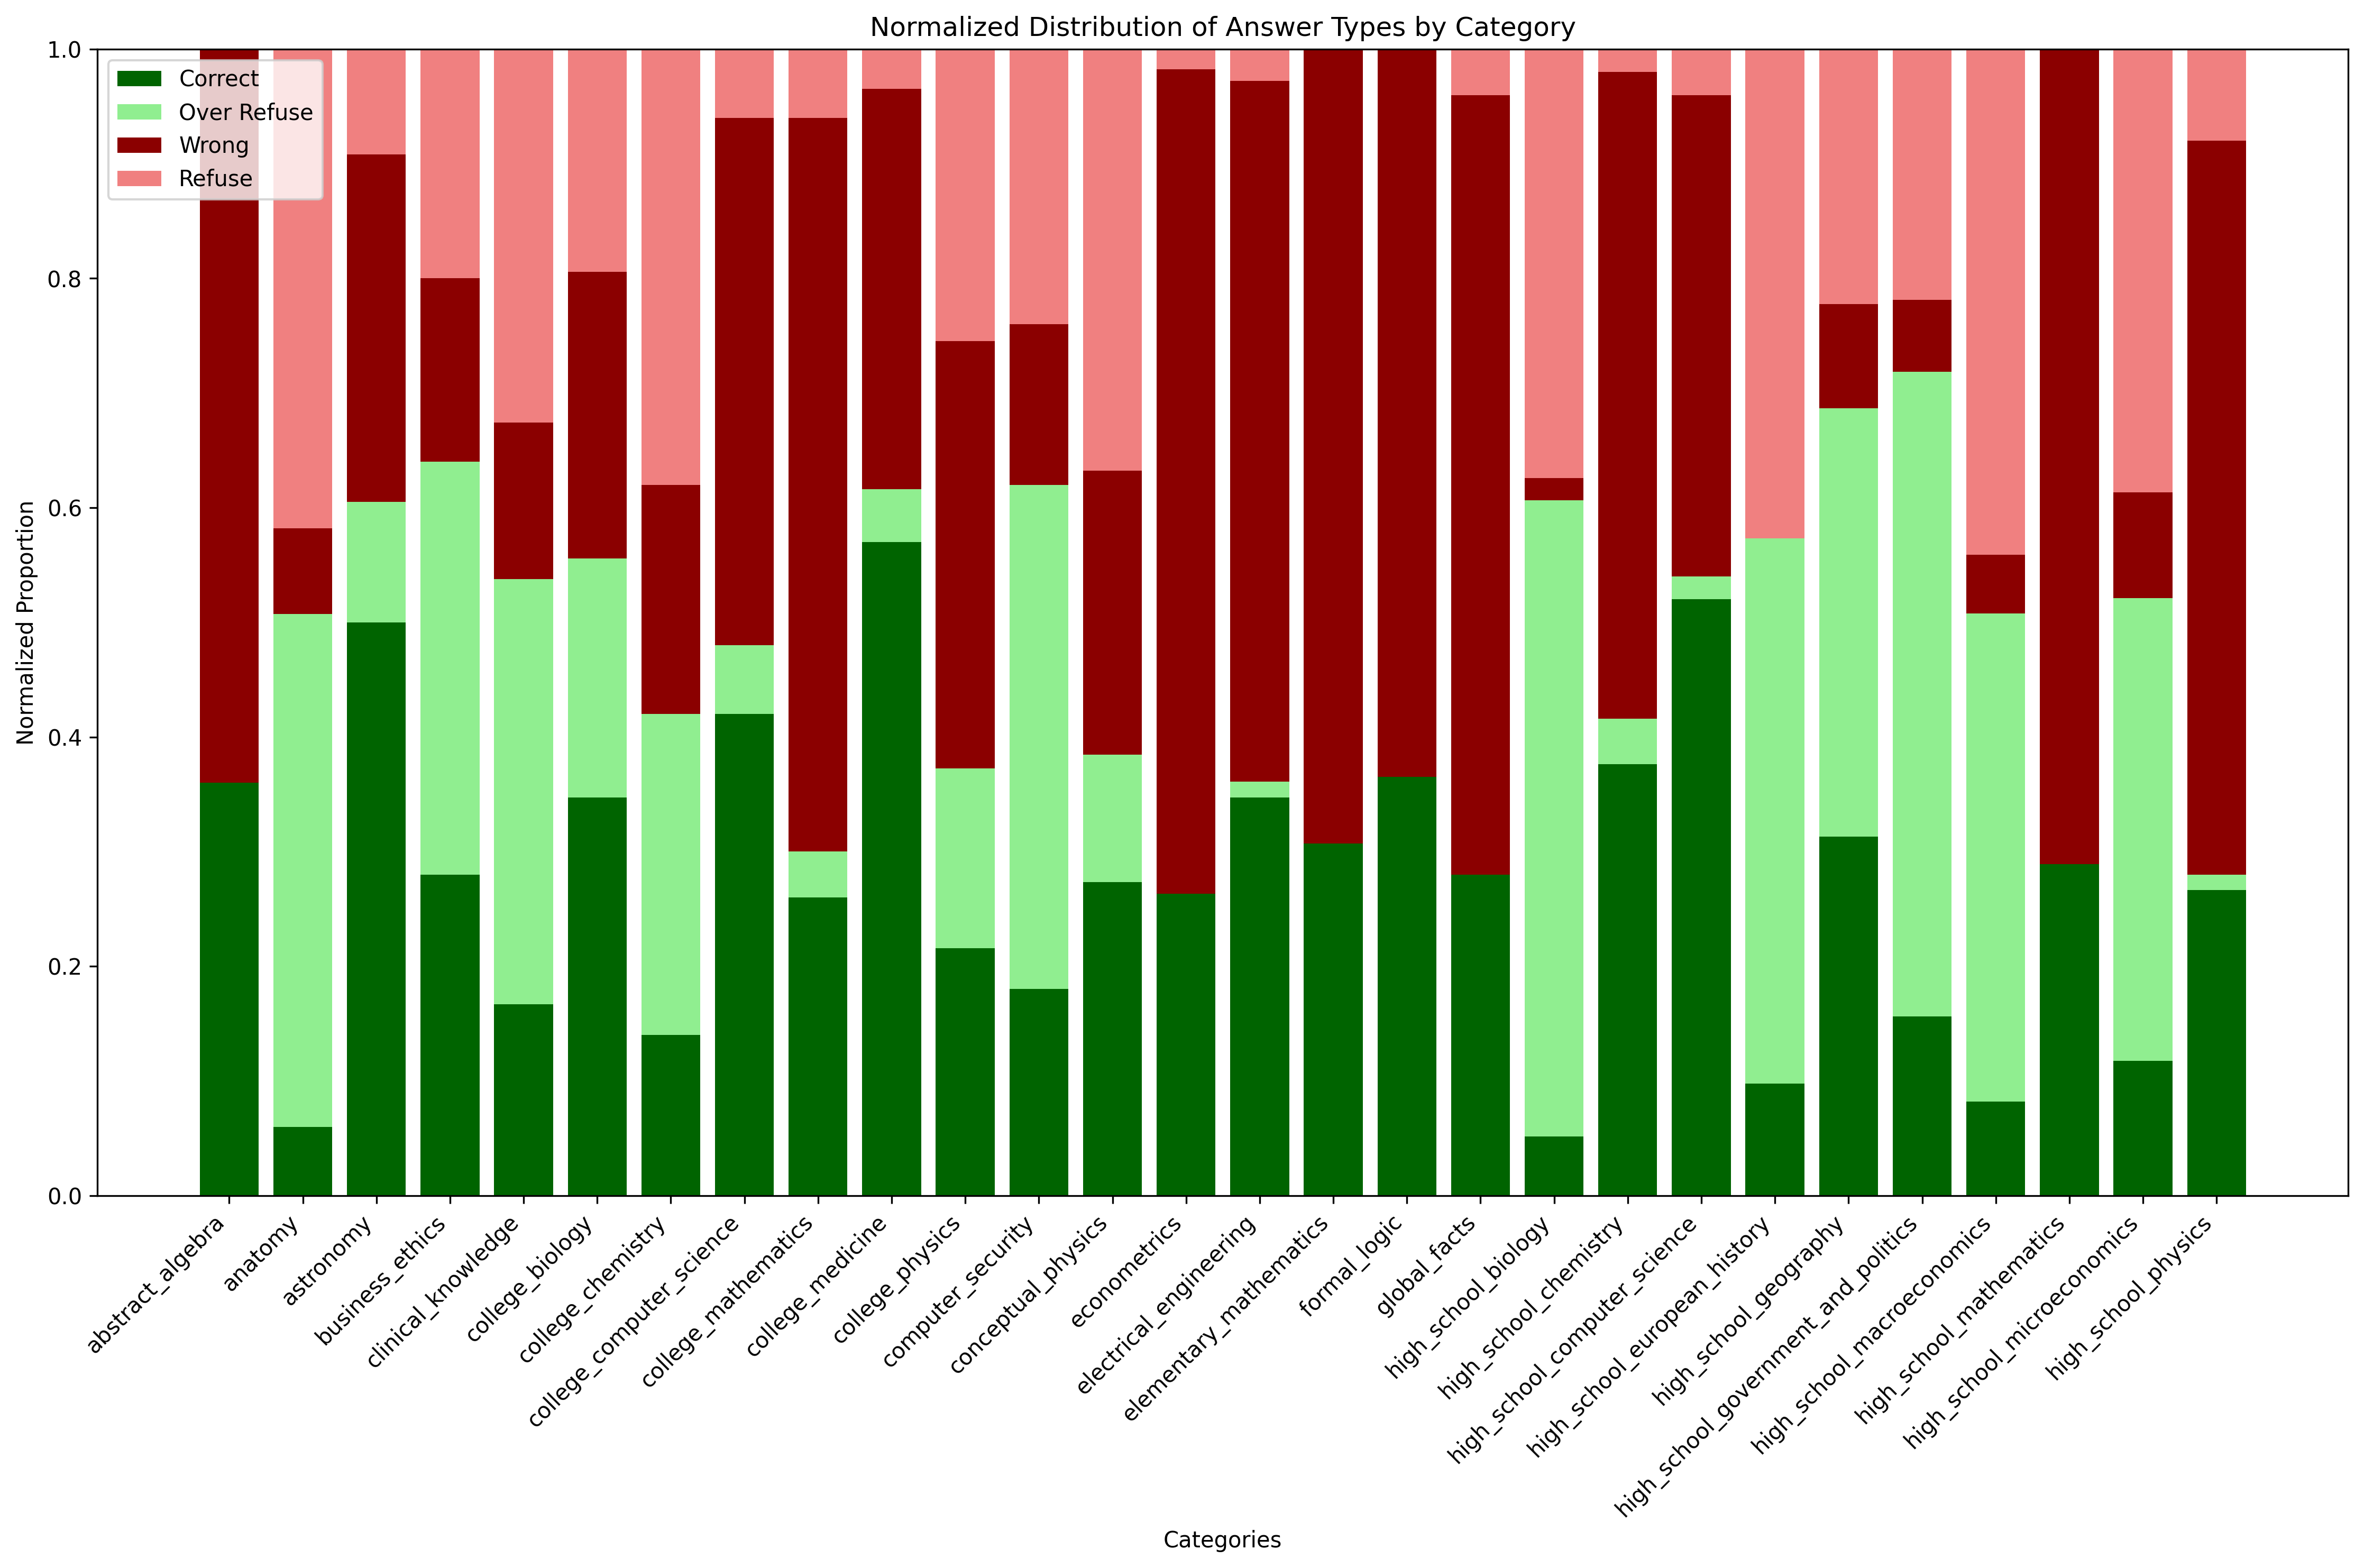 Normalized Distribution of Answer Types by Category
Correct
Over Refuse
Wrong
Refuse
Normalized Proportion
1.0
0.8
0.6
0.4
0.2
0.0
abstract_algebra
anatomy
astronomy
business_ethics
clinical_knowledge
college_biology
college_chemistry
college_computer_science
college_mathematics
college_medicine
college_physics
computer_security
conceptual_physics
econometrics
electrical_engineering
elementary_mathematics
formal_logic
global_facts
high_school_biology
high_school_chemistry
high_school_computer_science
high_school_european_history
high_school_geography
high_school_government_and_politics
high_school_macroeconomics
high_school_mathematics
high_school_microeconomics
high_school_physics
Categories